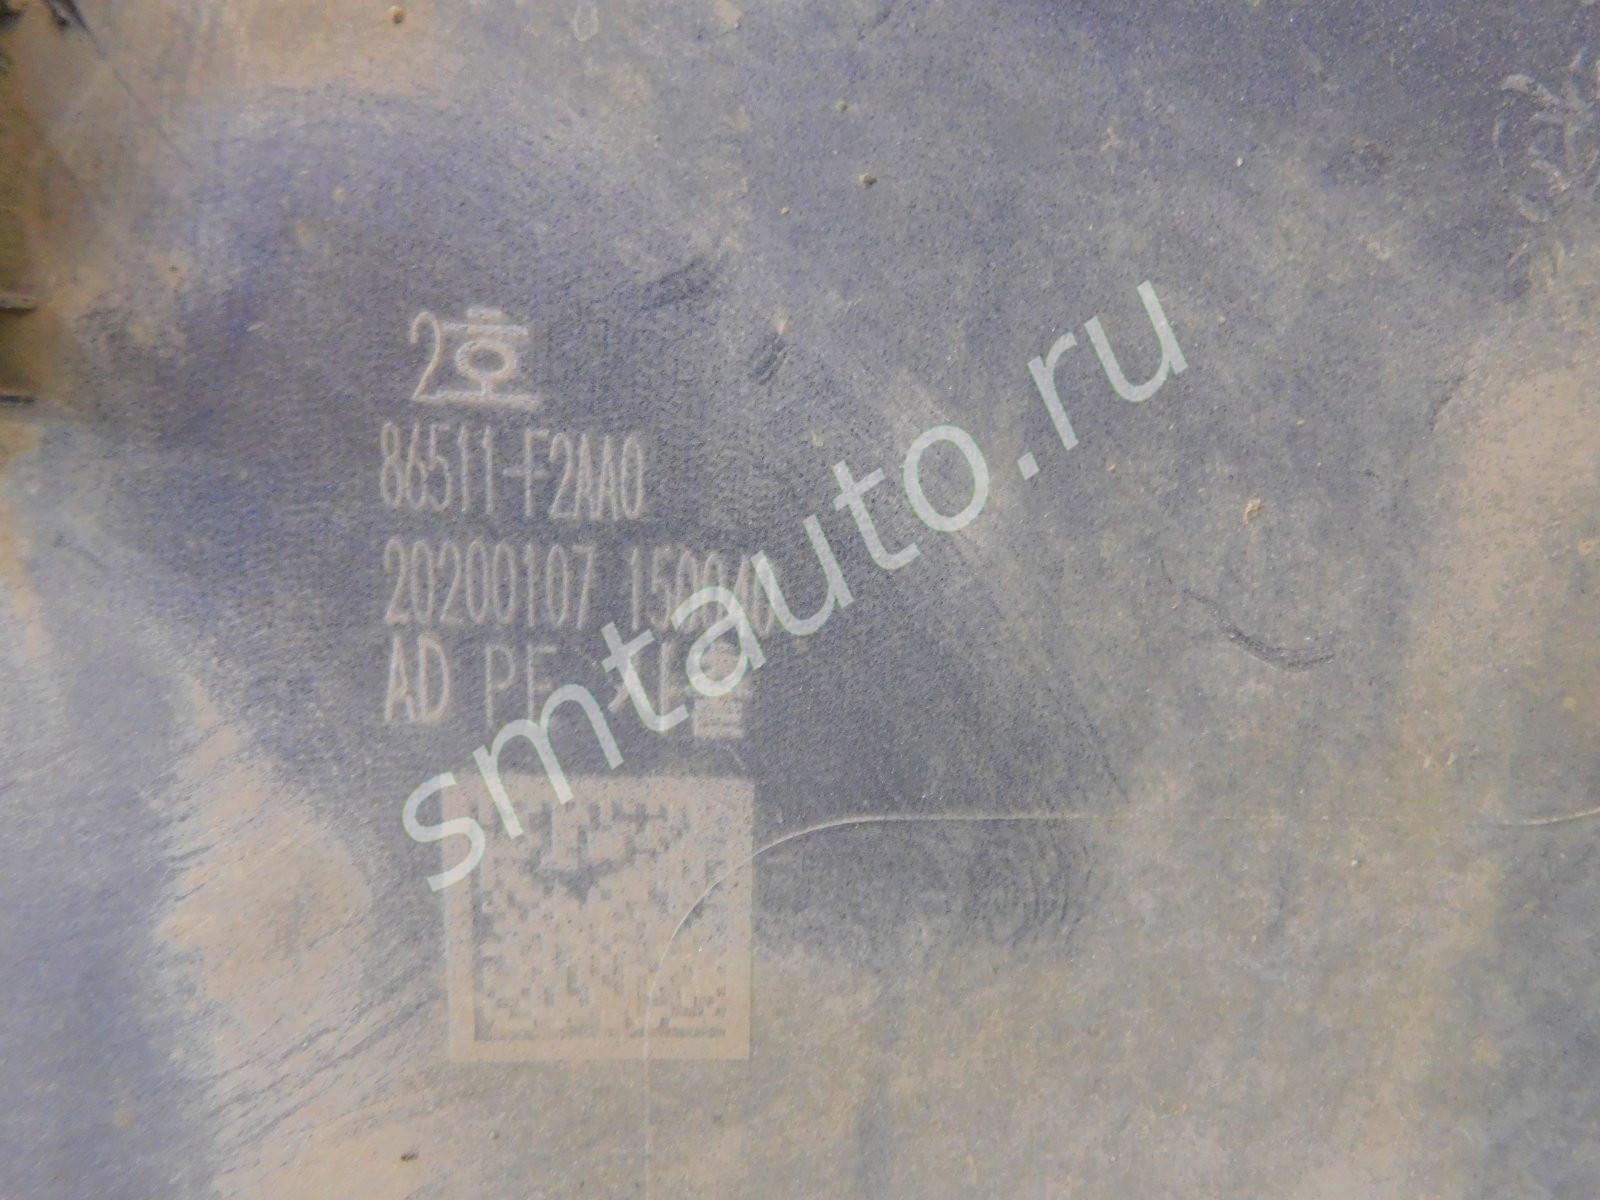 2호
86511-F2AA0
20200107
AD PE
smtauto.ru